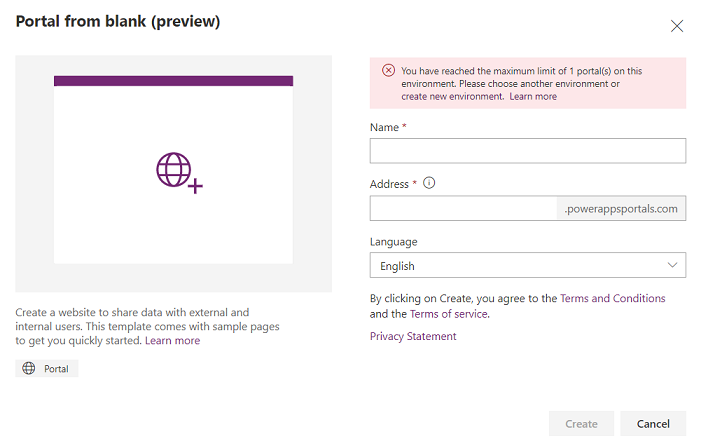 Portal from blank (preview)
You have reached the maximum limit of 1 portal(s) on this
environment. Please choose another environment or
create new environment. Learn more
Name *
Address *
.powerappsportals.com
Language
English
By clicking on Create, you agree to the Terms and Conditions
and the Terms of service.
Privacy Statement
Create a website to share data with external and
internal users. This template comes with sample pages
to get you quickly started. Learn more
Portal
Create
Cancel